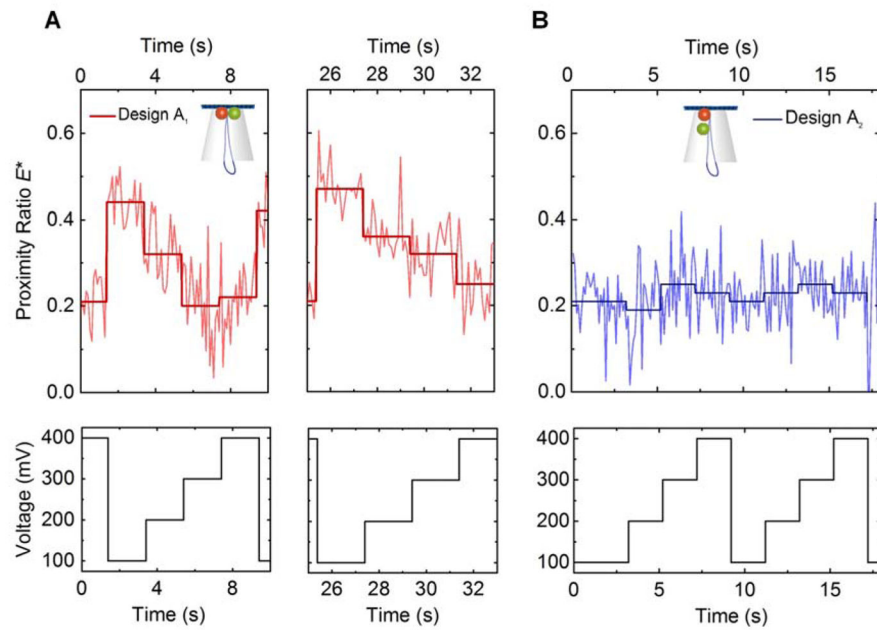 A
B
Time (s)
Time (s)
Time (s)
0 4 8
26 28 30 32
0 5 10 15
Proximity Ratio E*
0.6
0.4
0.2
0.0
Design A₁
0.6
0.4
0.2
0.0
Design A₂
Voltage (mV)
400
300
200
100
400
300
200
100
0 4 8
26 28 30 32
0 5 10 15
Time (s)
Time (s)
Time (s)